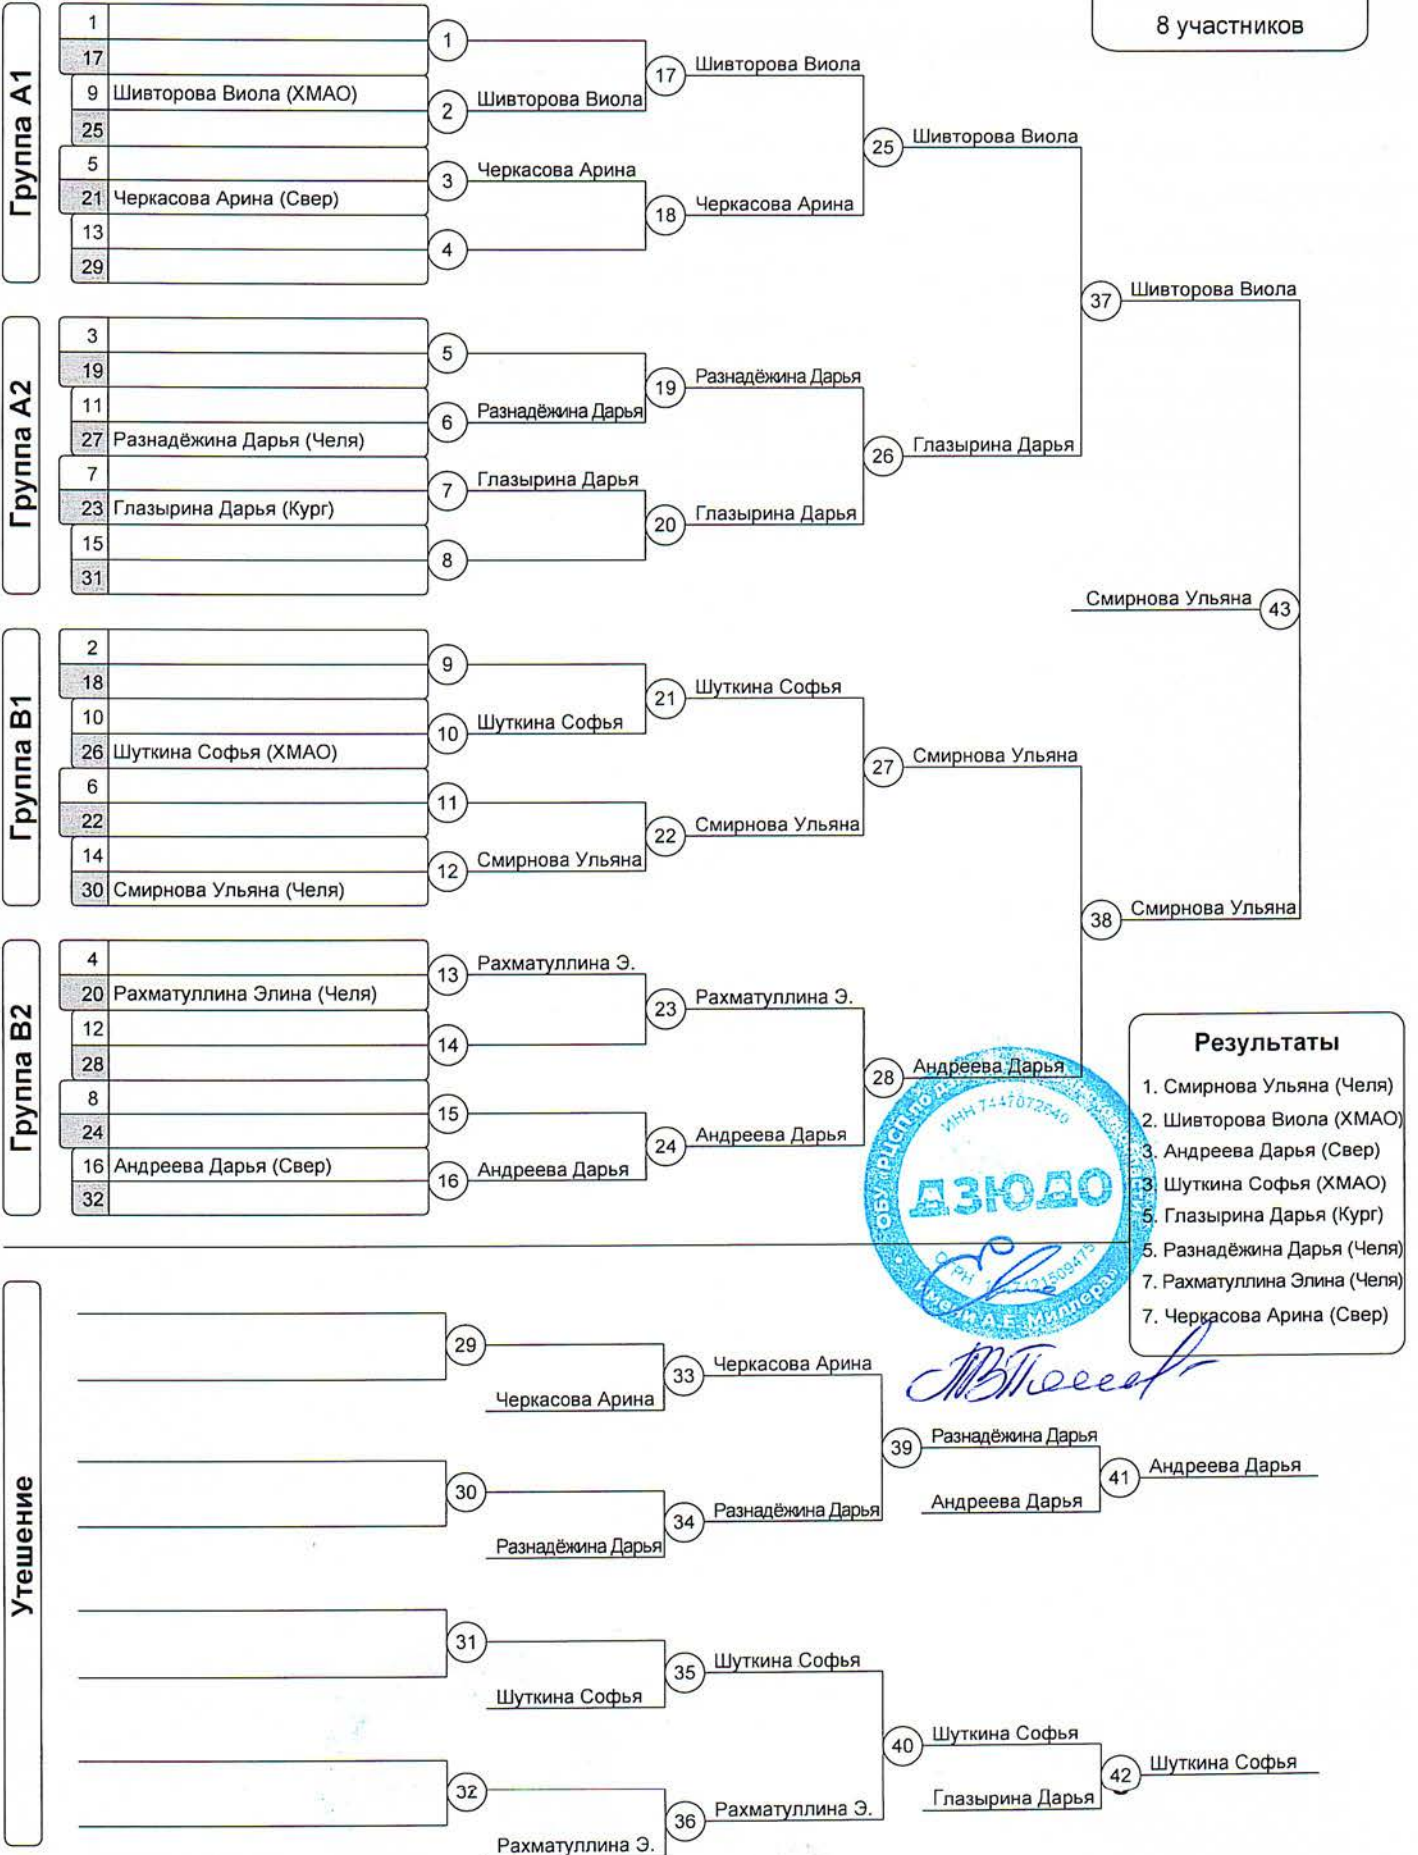 8 участников
Группа A1
1
17
9 Шивторова Виола (ХМАО)
25
5
21 Черкасова Арина (Свер)
13
29
1
2
3
4
Шивторова Виола
Черкасова Арина
17
18
Шивторова Виола
Черкасова Арина
25
Шивторова Виола
Группа A2
3
19
11
27 Разнадёжина Дарья (Челя)
7
23 Глазырина Дарья (Кург)
15
31
5
6
7
8
Разнадёжина Дарья
Глазырина Дарья
19
20
Разнадёжина Дарья
Глазырина Дарья
26
Глазырина Дарья
37
Шивторова Виола
Смирнова Ульяна 43
Группа B1
2
18
10
26 Шуткина Софья (ХМАО)
6
22
14
30 Смирнова Ульяна (Челя)
9
10
11
12
Шуткина Софья
Смирнова Ульяна
21
22
Шуткина Софья
Смирнова Ульяна
27
Смирнова Ульяна
Группа B2
4
20 Рахматуллина Элина (Челя)
12
28
8
24
16 Андреева Дарья (Свер)
32
13
14
15
16
Рахматуллина Э.
Андреева Дарья
23
24
Рахматуллина Э.
Андреева Дарья
28
Андреева Дарья
38
Смирнова Ульяна
Результаты
1. Смирнова Ульяна (Челя)
2. Шивторова Виола (ХМАО)
3. Андреева Дарья (Свер)
3. Шуткина Софья (ХМАО)
5. Глазырина Дарья (Кург)
5. Разнадёжина Дарья (Челя)
7. Рахматуллина Элина (Челя)
7. Черкасова Арина (Свер)
ДЗЮДО
ОБУ «РЦСП по
имени А.Е. Миллера»
ИНН
ОГРН
Утешение
29
30
31
32
Черкасова Арина
Разнадёжина Дарья
Шуткина Софья
Рахматуллина Э.
33
34
35
36
Черкасова Арина
Разнадёжина Дарья
Шуткина Софья
Рахматуллина Э.
39
Разнадёжина Дарья
Андреева Дарья
41
Андреева Дарья
40
Шуткина Софья
Глазырина Дарья
42
Шуткина Софья